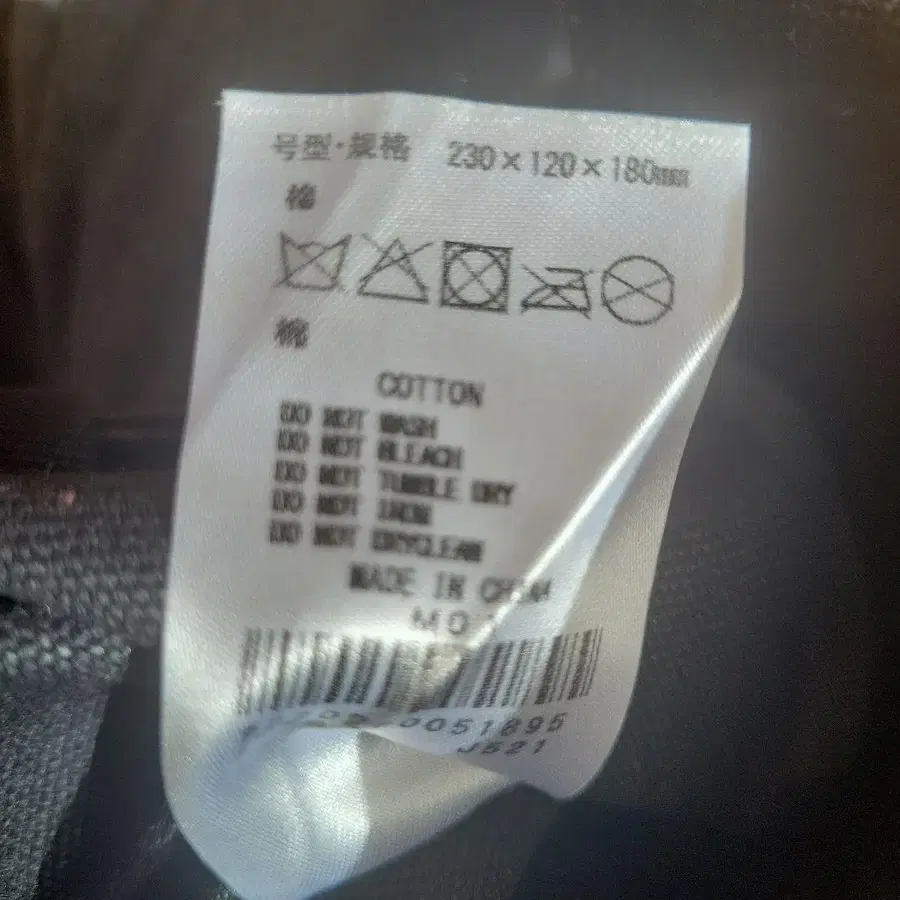 号型·規格 230×120×180mm
棉
棉
COTTON
DO NOT WASH
DO NOT BLEACH
DO NOT TUMBLE DRY
DO NOT IRON
DO NOT DRYCLEAN
MADE IN CHINA
0051895
J521